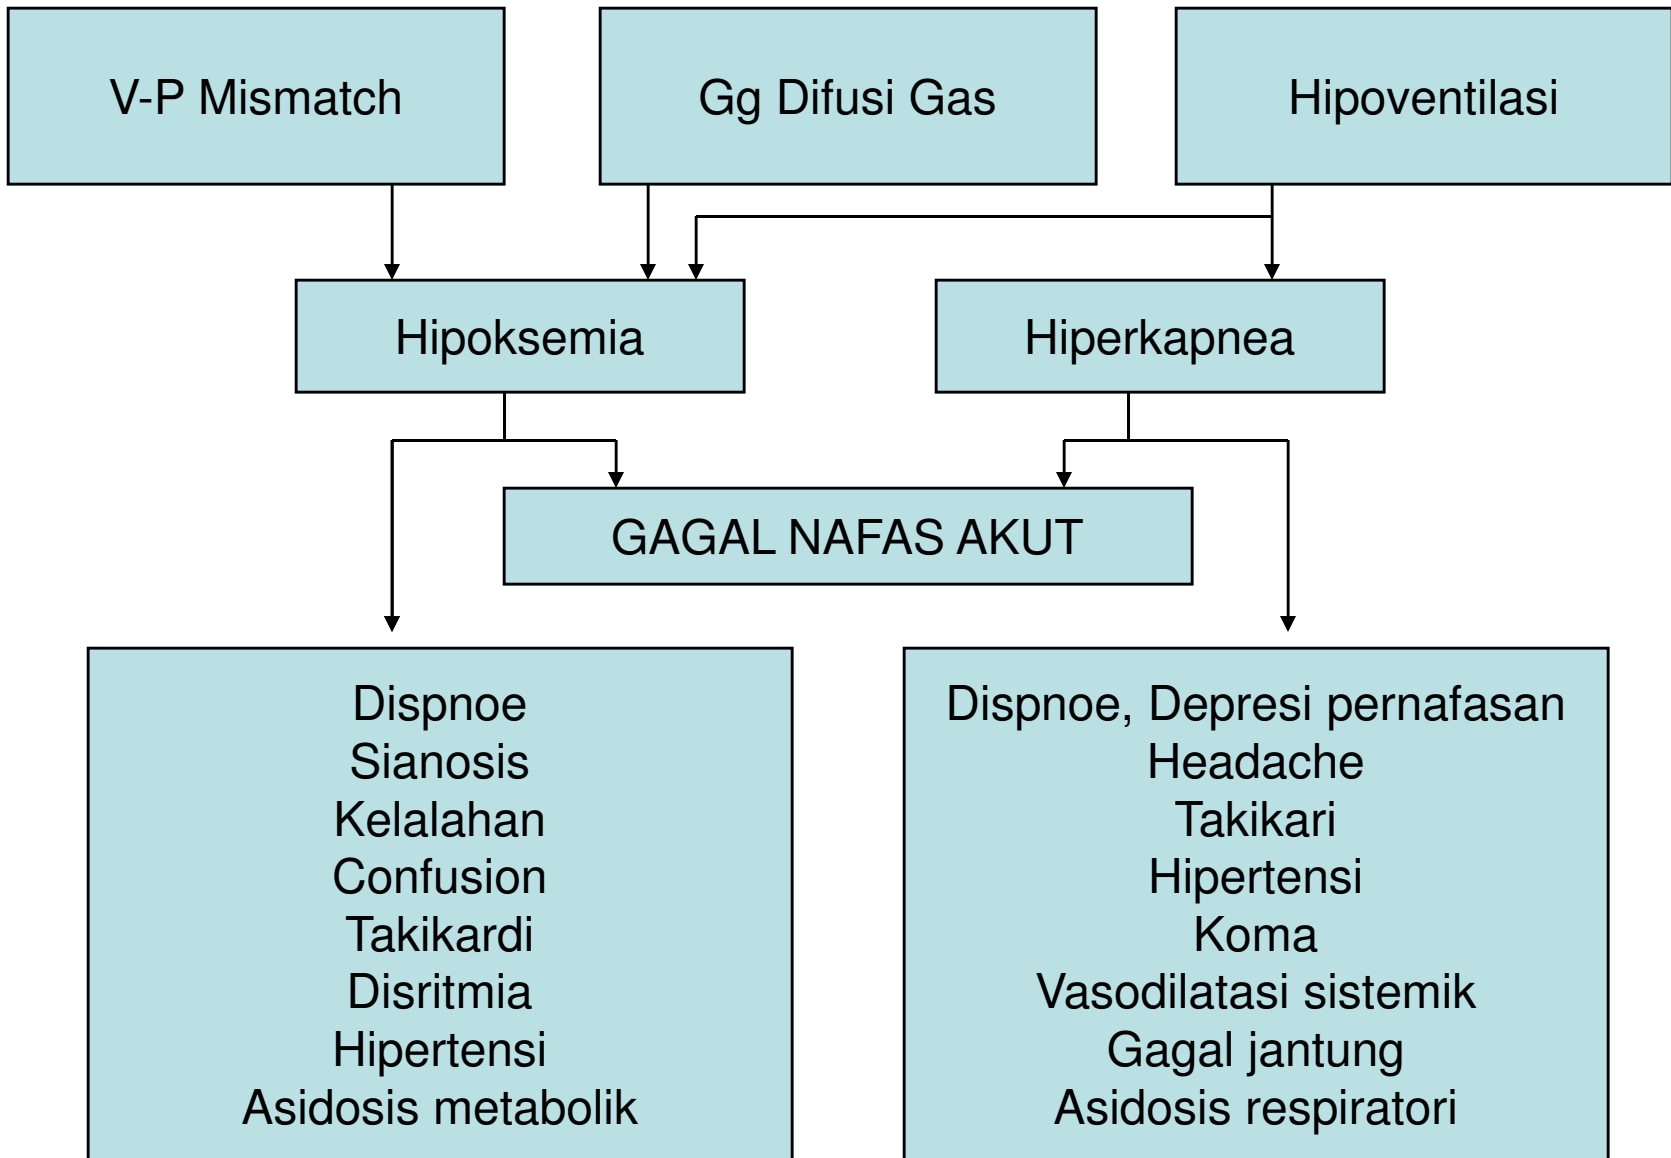 V-P Mismatch
Gg Difusi Gas
Hipoventilasi
Hipoksemia
Hiperkapnea
GAGAL NAFAS AKUT
Dispnoe
Sianosis
Kelalahan
Confusion
Takikardi
Disritmia
Hipertensi
Asidosis metabolik
Dispnoe, Depresi pernafasan
Headache
Takikari
Hipertensi
Koma
Vasodilatasi sistemik
Gagal jantung
Asidosis respiratori